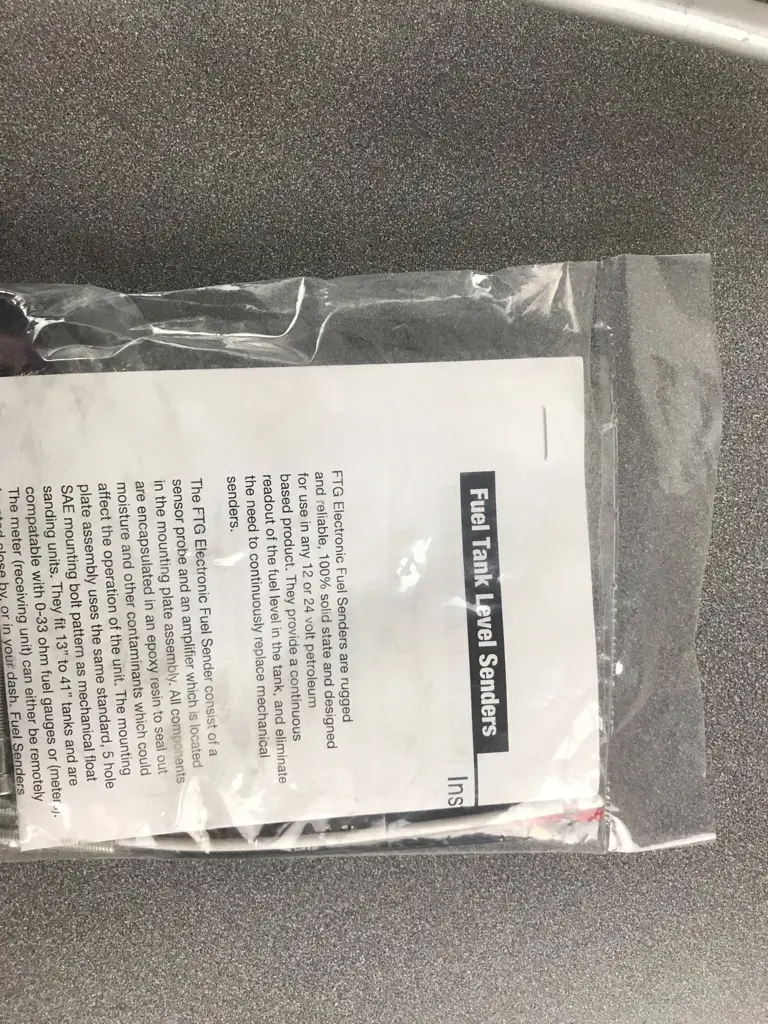 Fuel Tank Level Senders
Ins
FTG Electronic Fuel Senders are rugged
and reliable, 100% solid state and designed
for use in any 12 or 24 volt petroleum
based product. They provide a continuous
readout of the fuel level in the tank, and eliminate
the need to continuously replace mechanical
senders.
The FTG Electronic Fuel Sender consist of a
sensor probe and an amplifier which is located
in the mounting plate assembly. All components
are encapsulated in an epoxy resin to seal out
moisture and other contaminants which could
affect the operation of the unit. The mounting
plate assembly uses the same standard, 5 hole
SAE mounting bolt pattern as mechanical float
sanding units. They fit 13" to 41" tanks and are
compatable with 0-33 ohm fuel gauges or (meters).
The meter (receiving unit) can either be remotely
close by, or in your dash. Fuel Senders